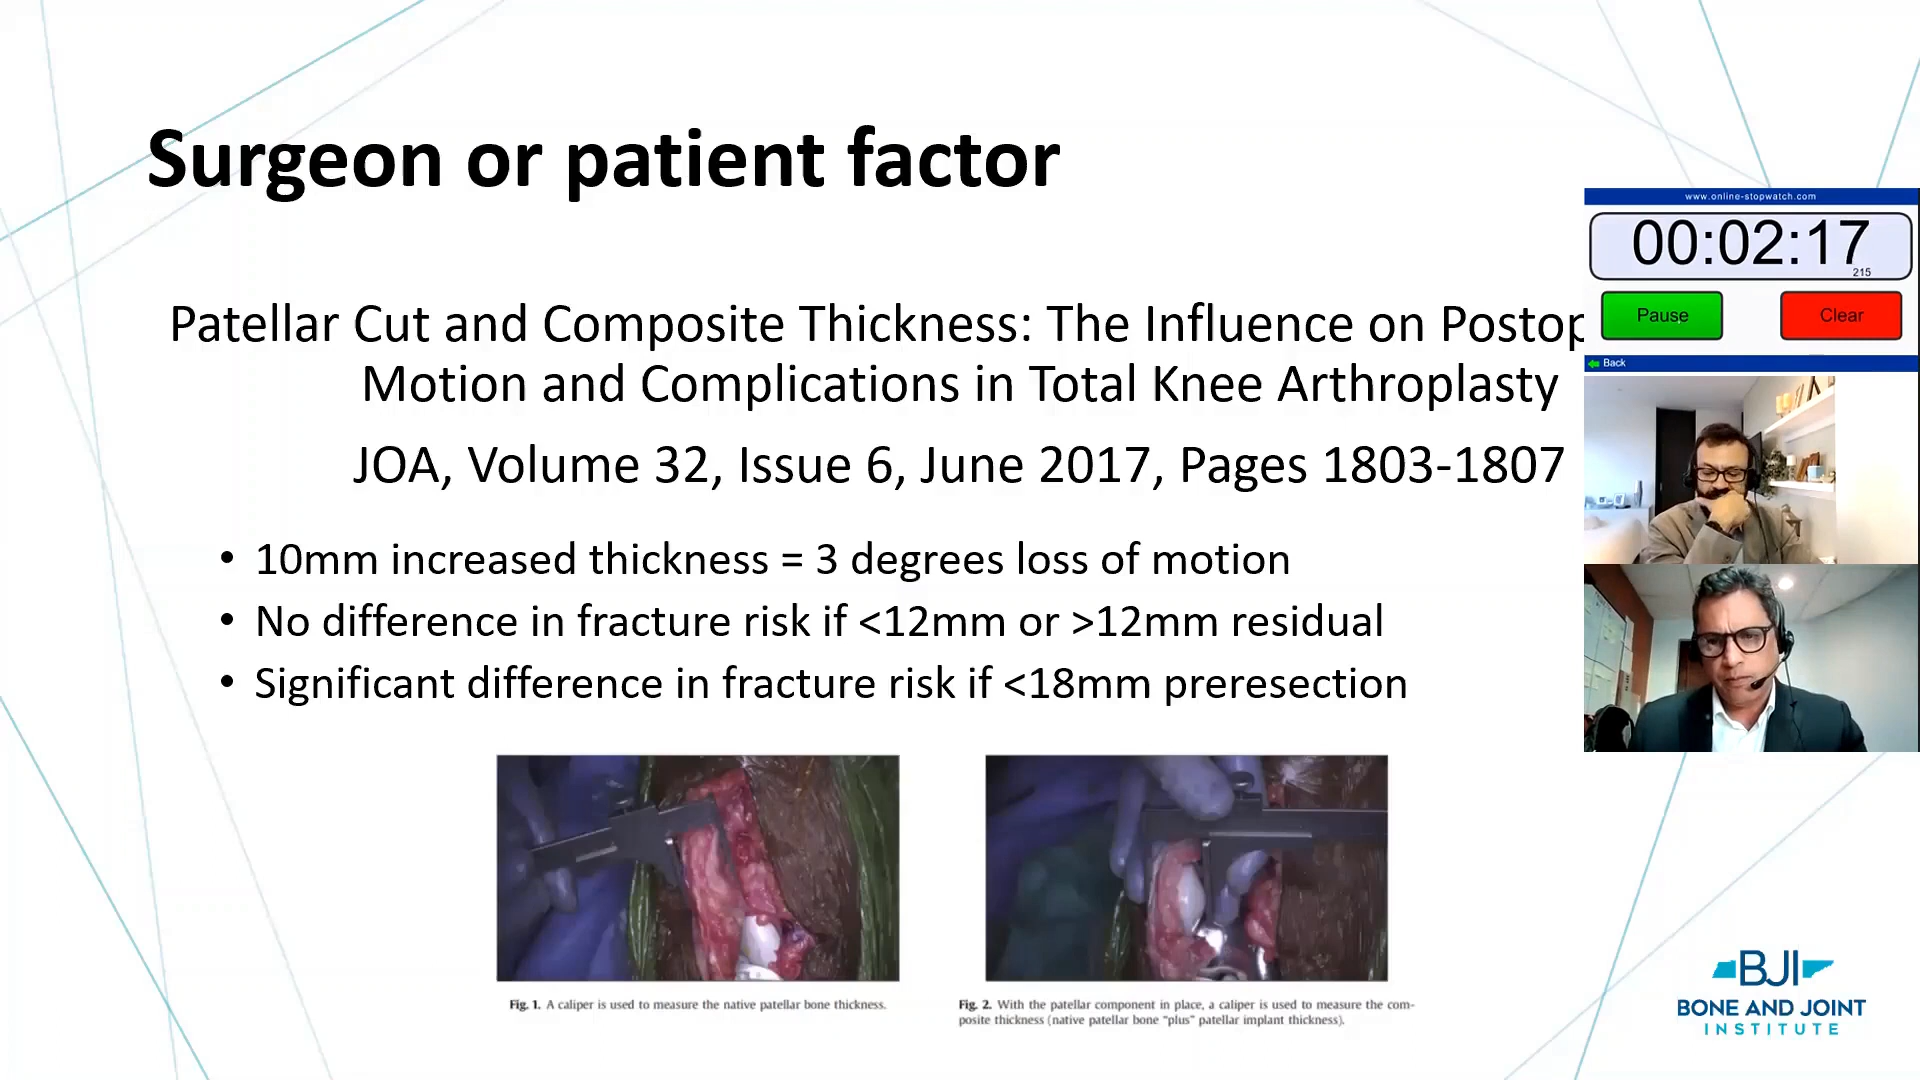 Surgeon or patient factor
Patellar Cut and Composite Thickness: The Influence on Postop
Motion and Complications in Total Knee Arthroplasty
JOA, Volume 32, Issue 6, June 2017, Pages 1803-1807
• 10mm increased thickness = 3 degrees loss of motion
• No difference in fracture risk if <12mm or >12mm residual
• Significant difference in fracture risk if <18mm preresection
Fig. 1. A caliper is used to measure the native patellar bone thickness.
Fig. 2. With the patellar component in place, a caliper is used to measure the com-
posite thickness (native patellar bone "plus" patellar implant thickness).
www.online-stopwatch.com
00:02:17
215
Pause
Clear
Back
BJI
BONE AND JOINT
INSTITUTE